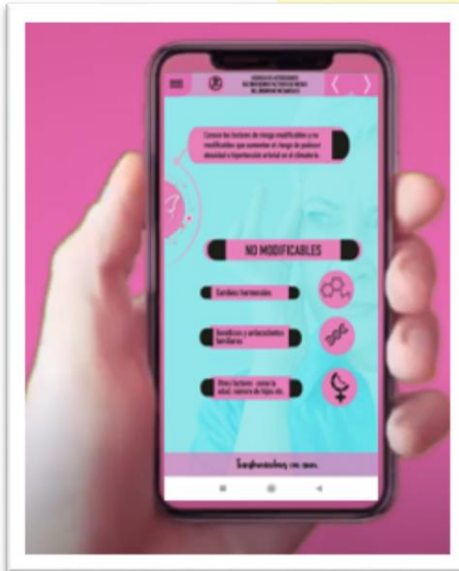 Conoce los factores de riesgo modificables y no
modificables que aumentan el riesgo de padecer
obesidad e hipertensión arterial en el climaterio
NO MODIFICABLES
Cambios hormonales
Genéticos y antecedentes
familiares
Otros factores como la
edad, número de hijos etc.